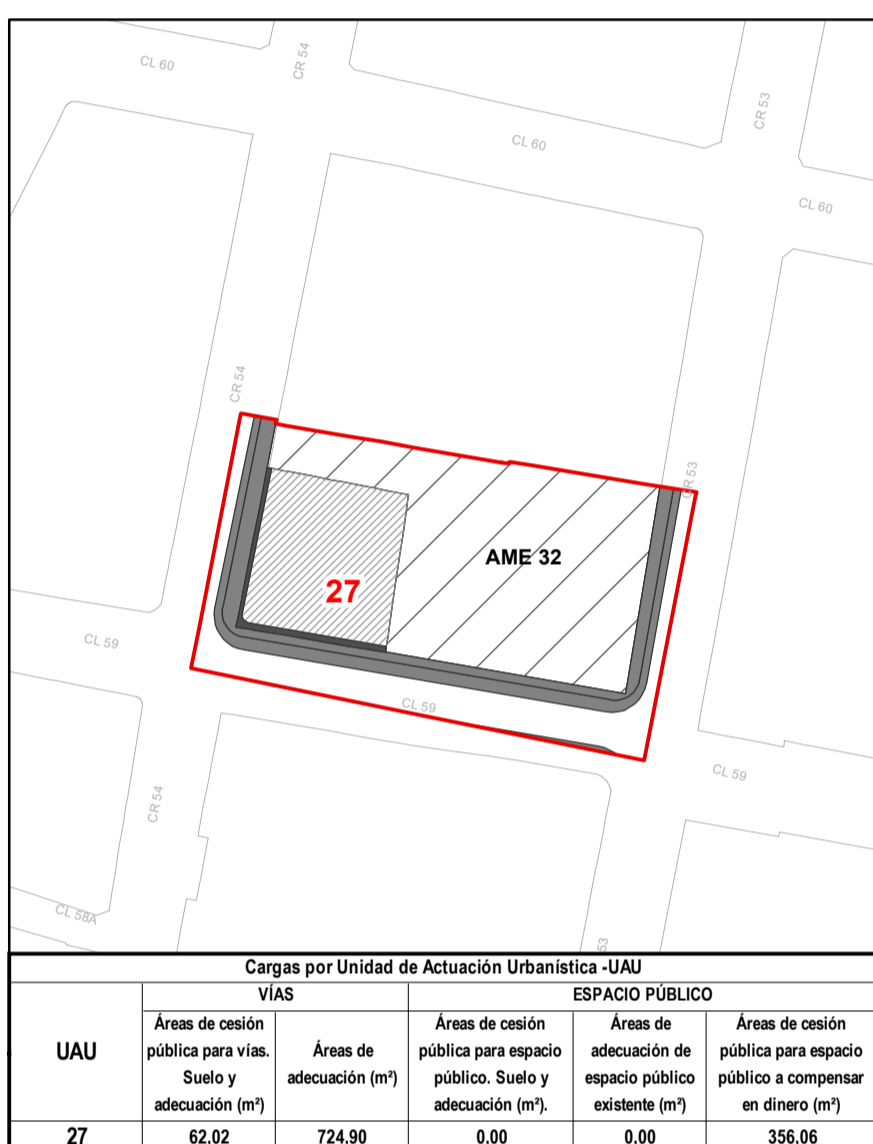 CR 54
CL 60
CR 53
CL 60
CL 60
CR 54
CR 53
AME 32
27
CL 59
CL 59
CL 59
CR 54
CL 58A
53
Cargas por Unidad de Actuación Urbanística -UAU
VÍAS
ESPACIO PÚBLICO
UAU
Áreas de cesión
pública para vías.
Suelo y
adecuación (m²)
Áreas de
adecuación (m²)
Áreas de cesión
pública para espacio
público. Suelo y
adecuación (m²).
Áreas de
adecuación de
espacio público
existente (m²)
Áreas de cesión
pública para espacio
público a compensar
en dinero (m²)
27 62.02 724.90 0.00 0.00 356.06